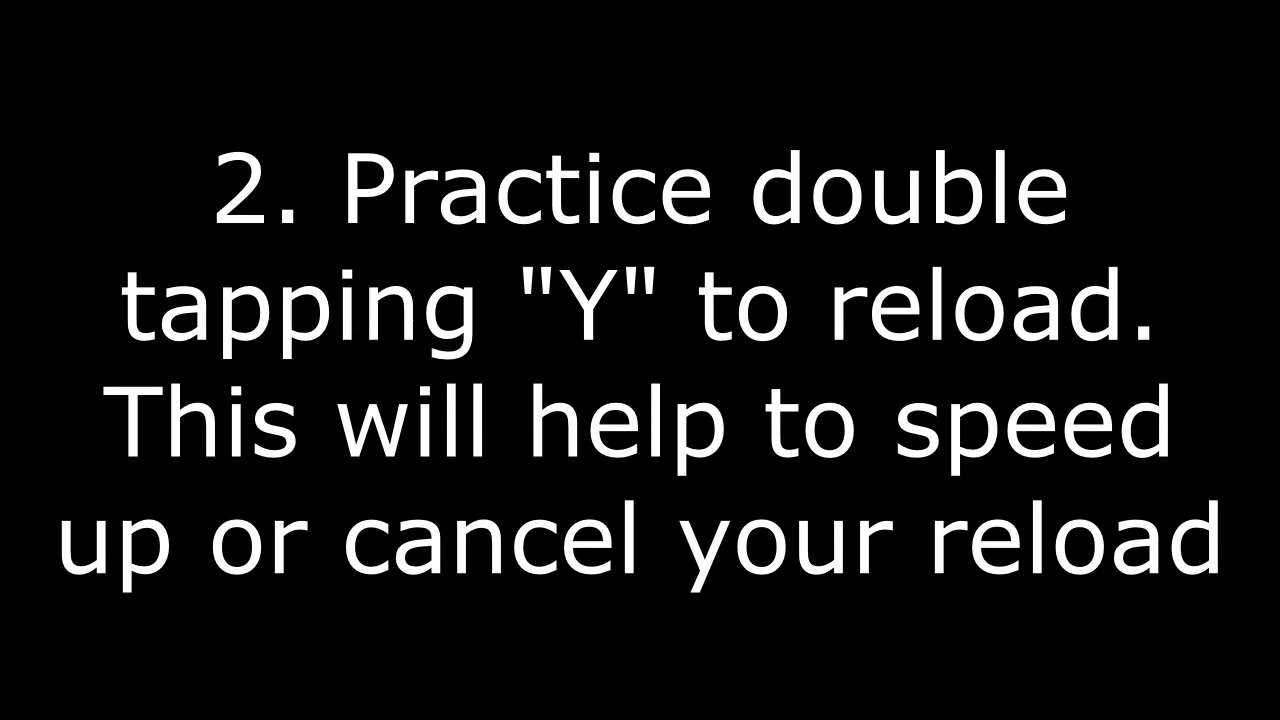 2. Practice double
tapping "Y" to reload.
This will help to speed
up or cancel your reload